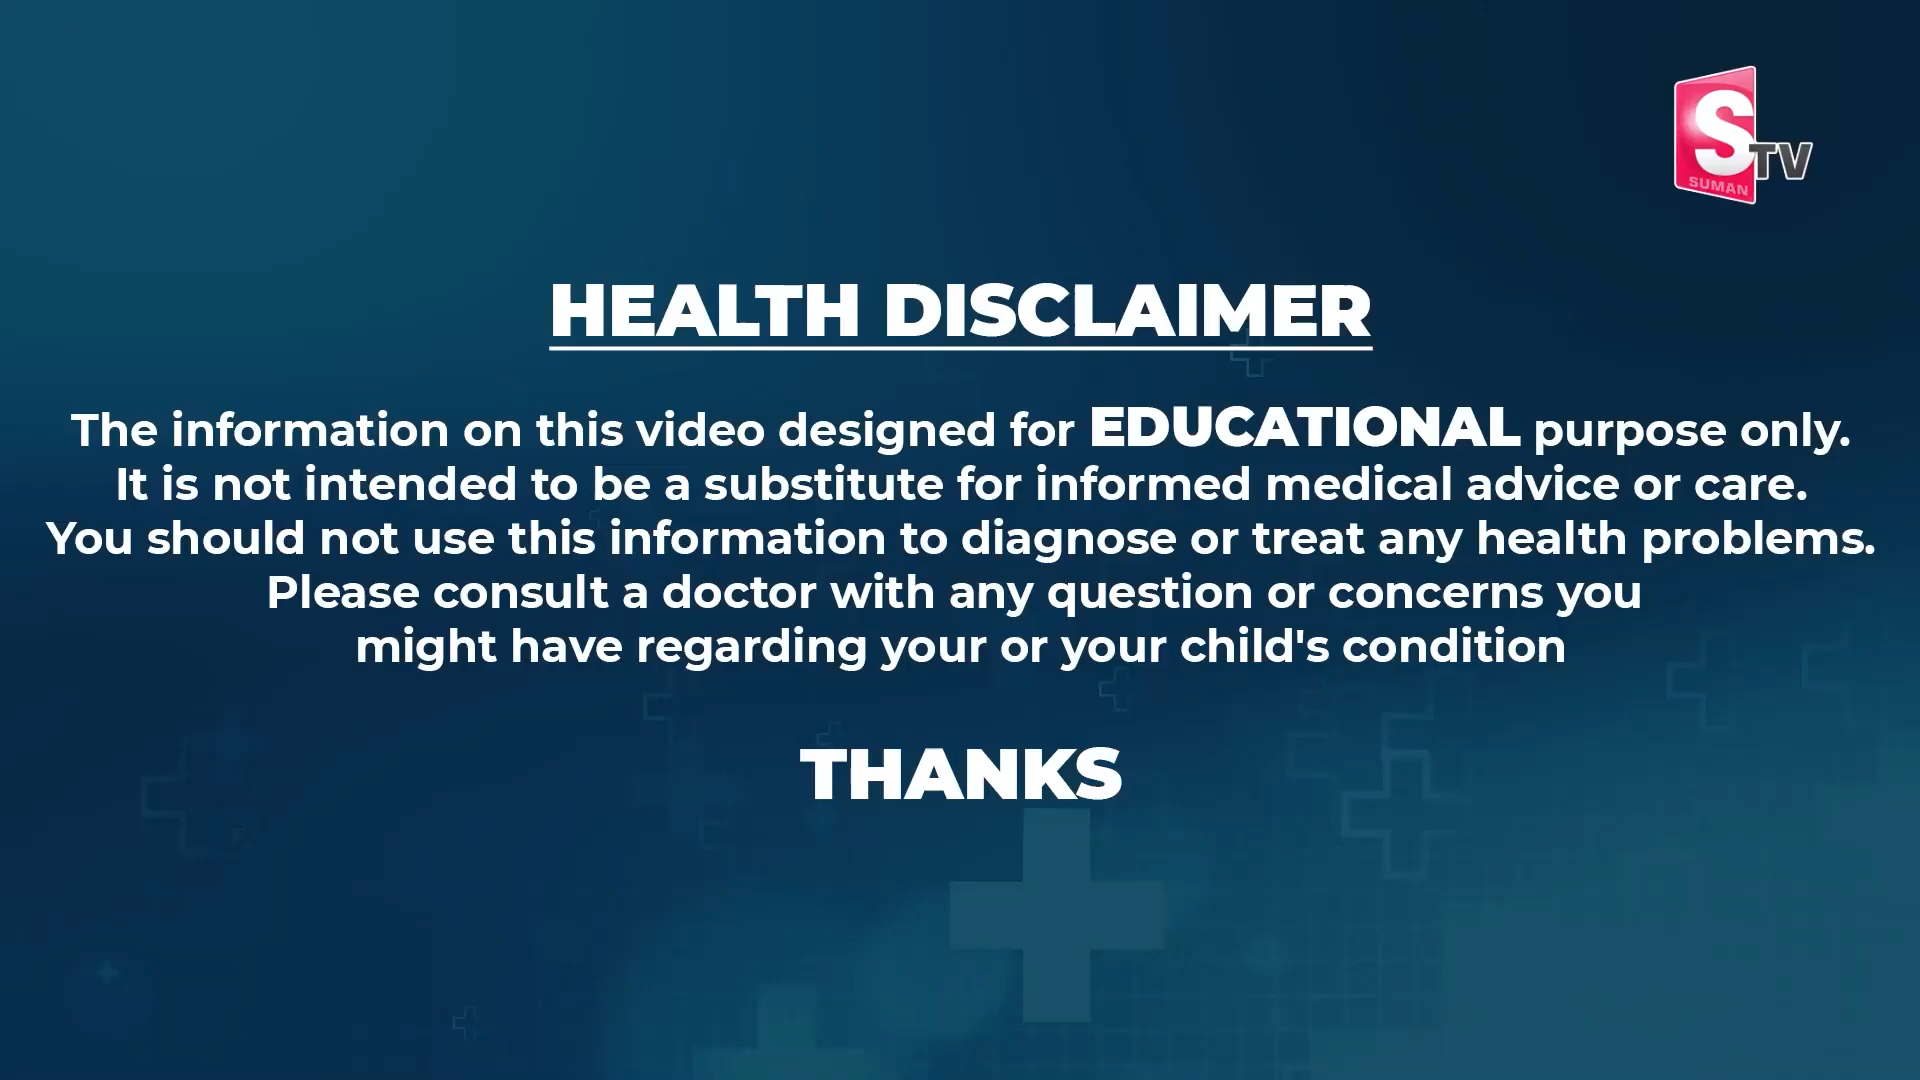 S TV
SUMAN
HEALTH DISCLAIMER
The information on this video designed for EDUCATIONAL purpose only.
It is not intended to be a substitute for informed medical advice or care.
You should not use this information to diagnose or treat any health problems.
Please consult a doctor with any question or concerns you
might have regarding your or your child's condition
THANKS